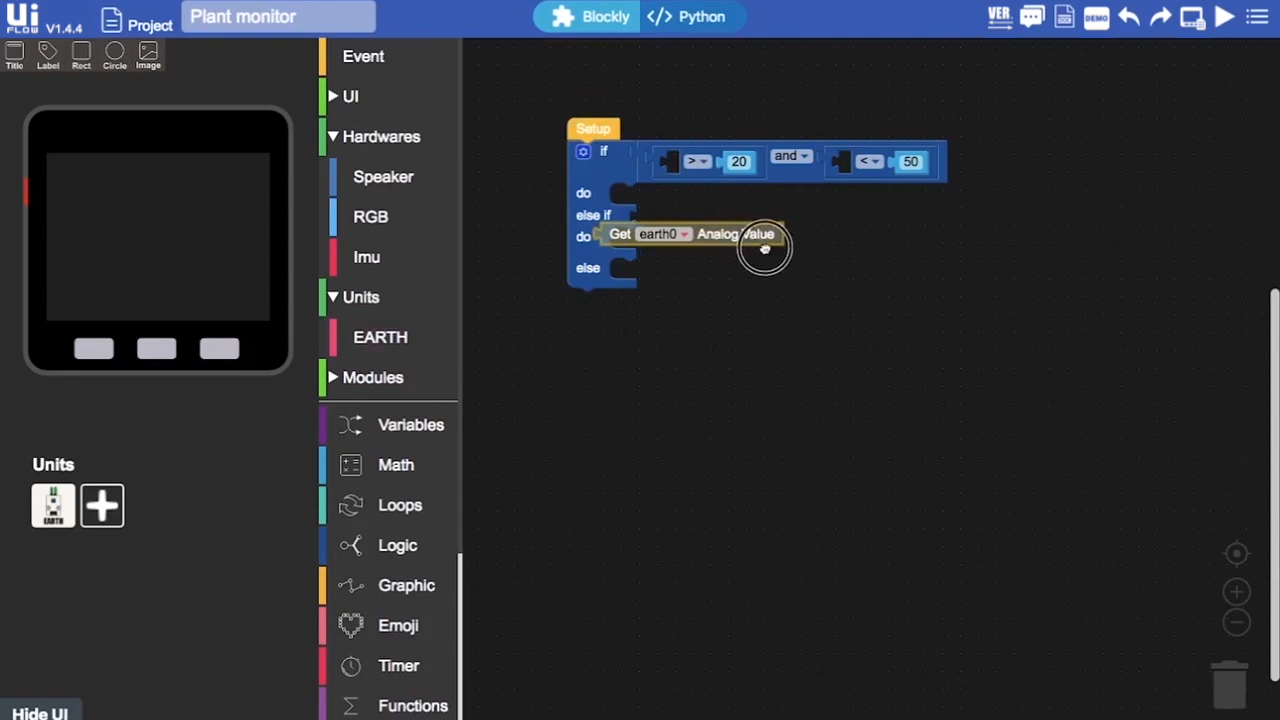 Ui FLOW V1.4.4
Project
Plant monitor
Blockly
</> Python
VER.
DEMO
Title
Label
Rect
Circle
Image
Event
UI
Hardwares
Speaker
RGB
Imu
Units
EARTH
Modules
Variables
Math
Loops
Logic
Graphic
Emoji
Timer
Functions
Units
EARTH
Hide UI
Setup
if > 20 and < 50
do
else if
do Get earth0 Analog Value
else